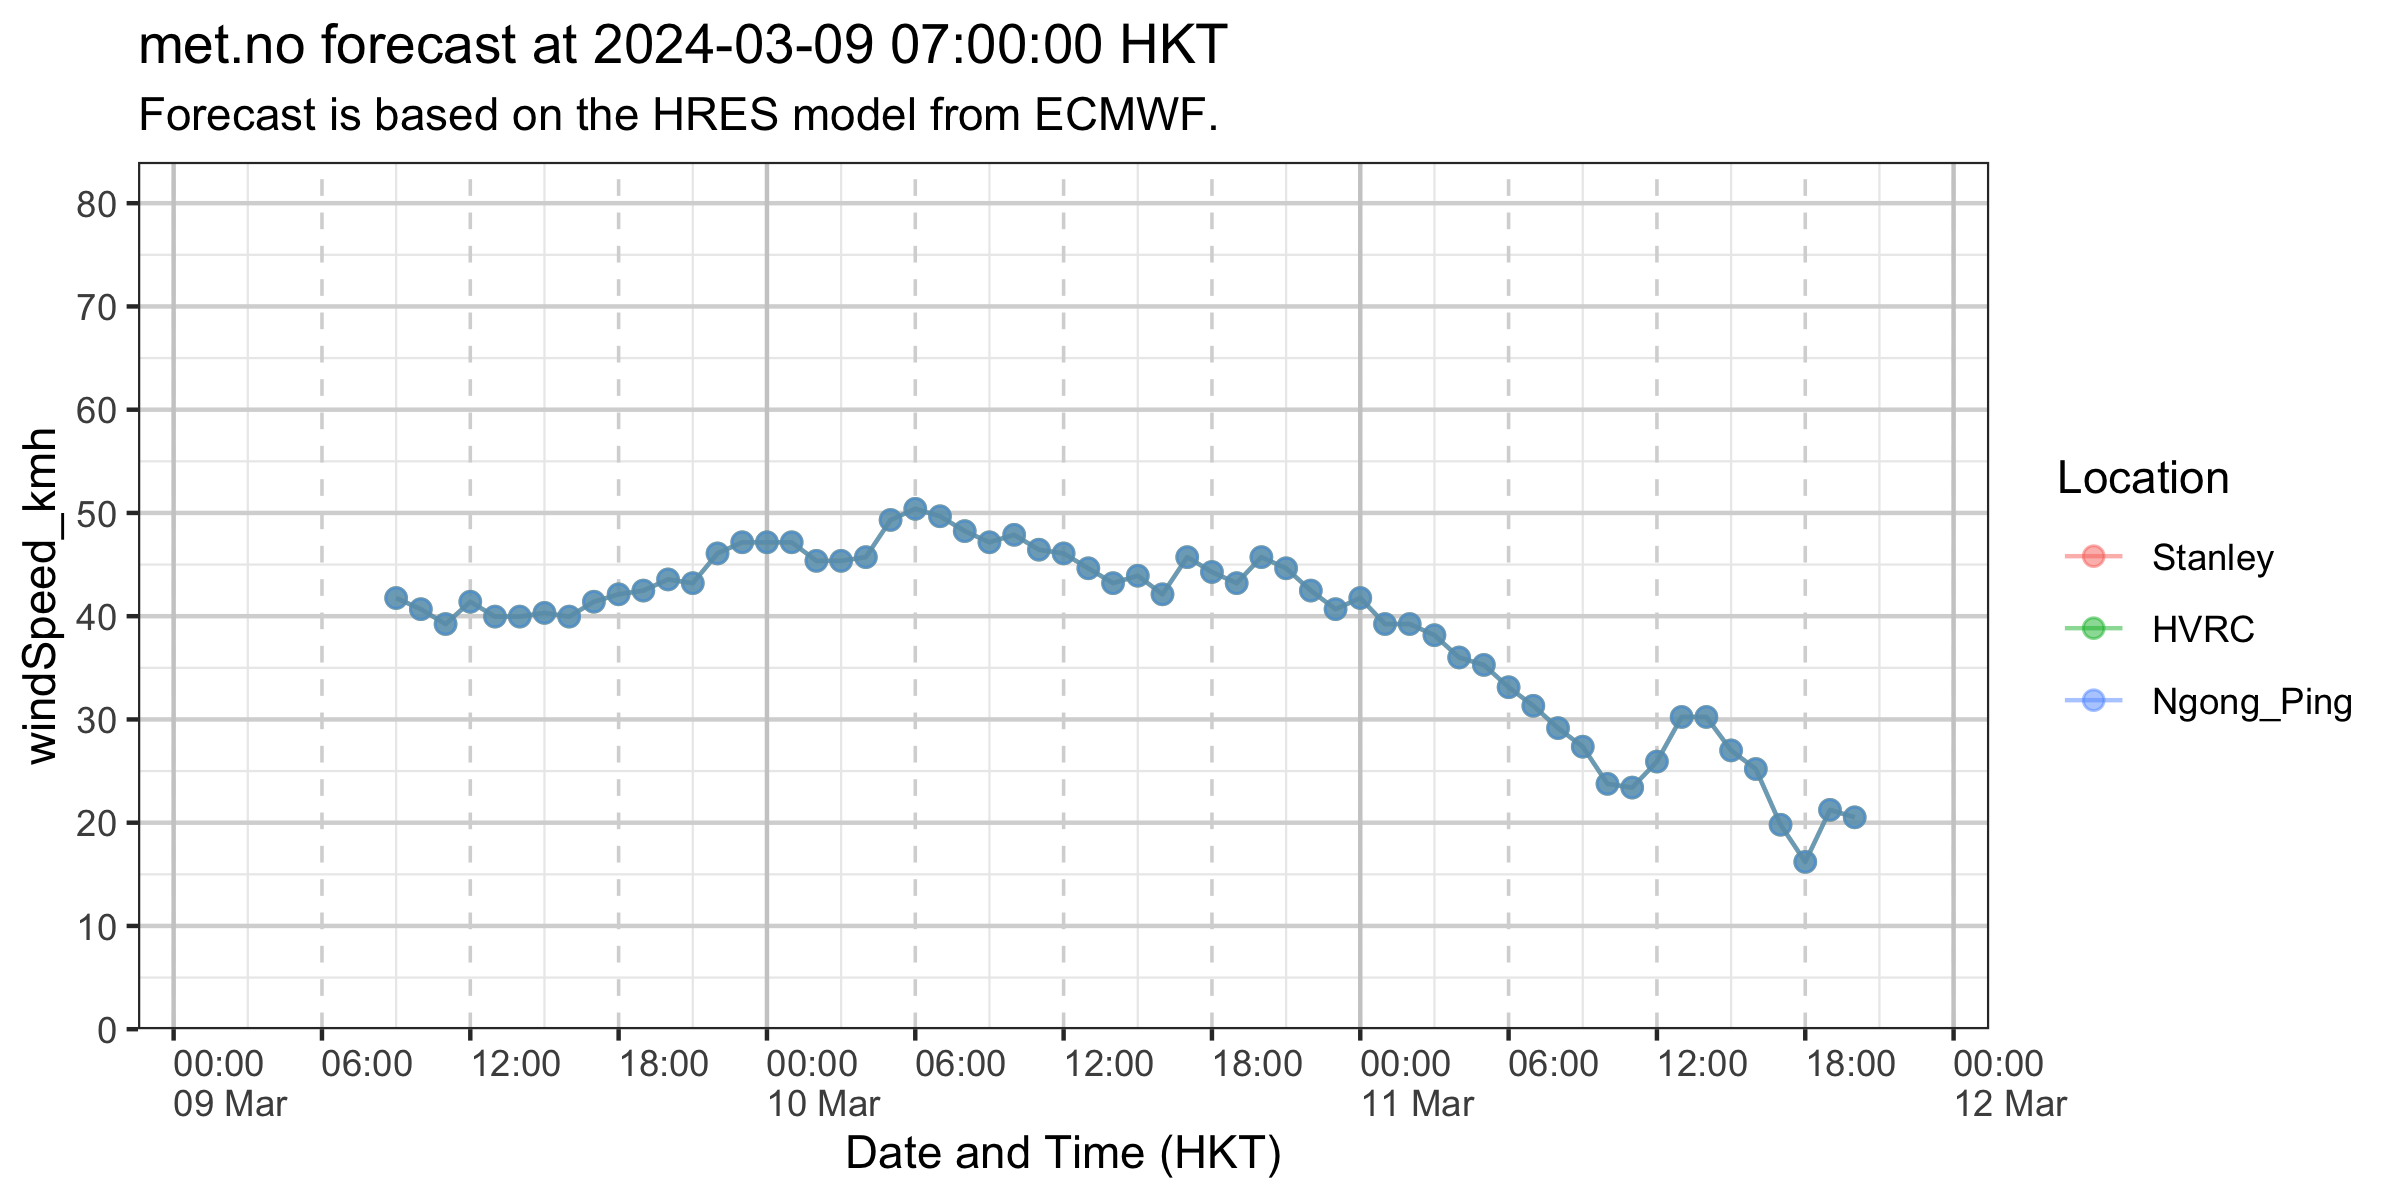 met.no forecast at 2024-03-09 07:00:00 HKT
Forecast is based on the HRES model from ECMWF.
windSpeed_kmh
80
70
60
50
40
30
20
10
0
00:00 06:00 12:00 18:00 00:00 06:00 12:00 18:00 00:00 06:00 12:00 18:00 00:00
09 Mar 10 Mar 11 Mar 12 Mar
Date and Time (HKT)
Location
Stanley
HVRC
Ngong_Ping